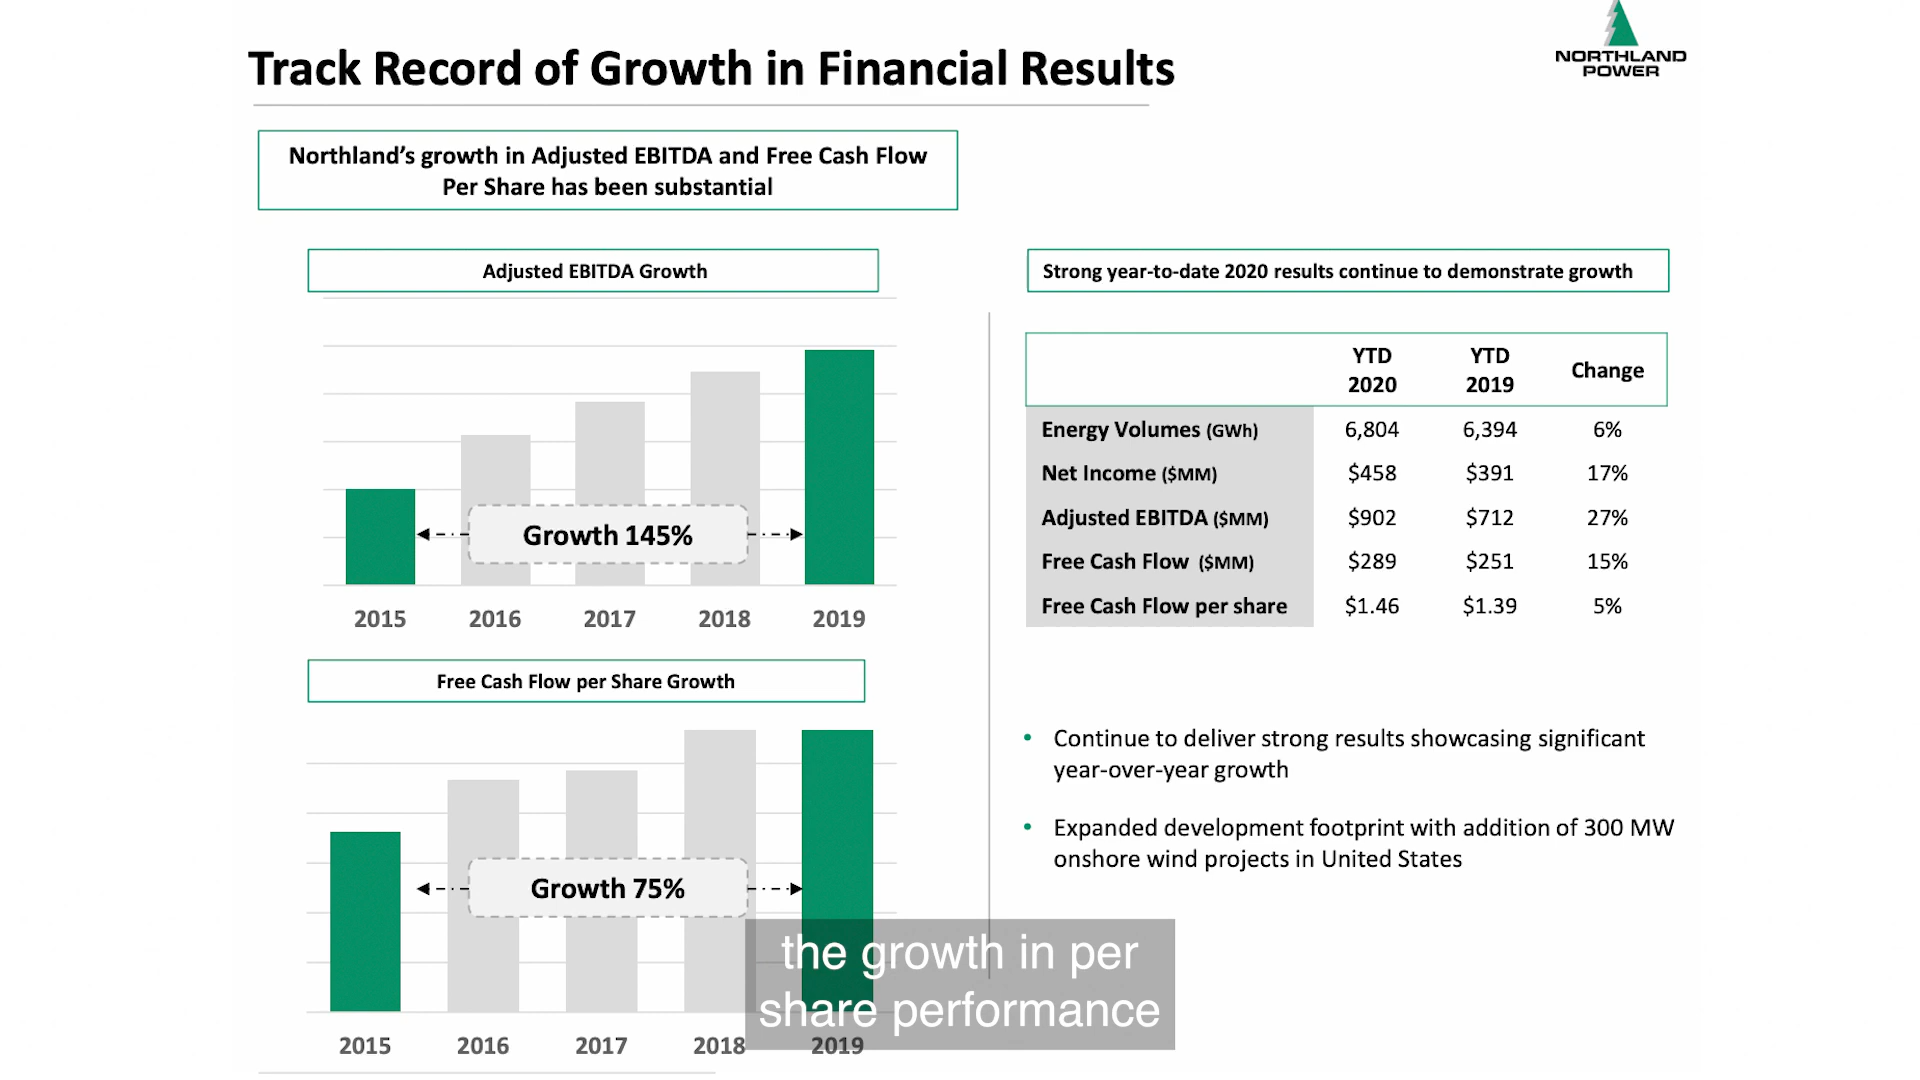 NORTHLAND
POWER
Track Record of Growth in Financial Results
Northland’s growth in Adjusted EBITDA and Free Cash Flow
Per Share has been substantial
Adjusted EBITDA Growth
Growth 145%
2015 2016 2017 2018 2019
Free Cash Flow per Share Growth
Growth 75%
2015 2016 2017 2018 2019
Strong year-to-date 2020 results continue to demonstrate growth
YTD 2020 YTD 2019 Change
Energy Volumes (GWh) 6,804 6,394 6%
Net Income ($MM) $458 $391 17%
Adjusted EBITDA ($MM) $902 $712 27%
Free Cash Flow ($MM) $289 $251 15%
Free Cash Flow per share $1.46 $1.39 5%
• Continue to deliver strong results showcasing significant
year-over-year growth
• Expanded development footprint with addition of 300 MW
onshore wind projects in United States
the growth in per
share performance